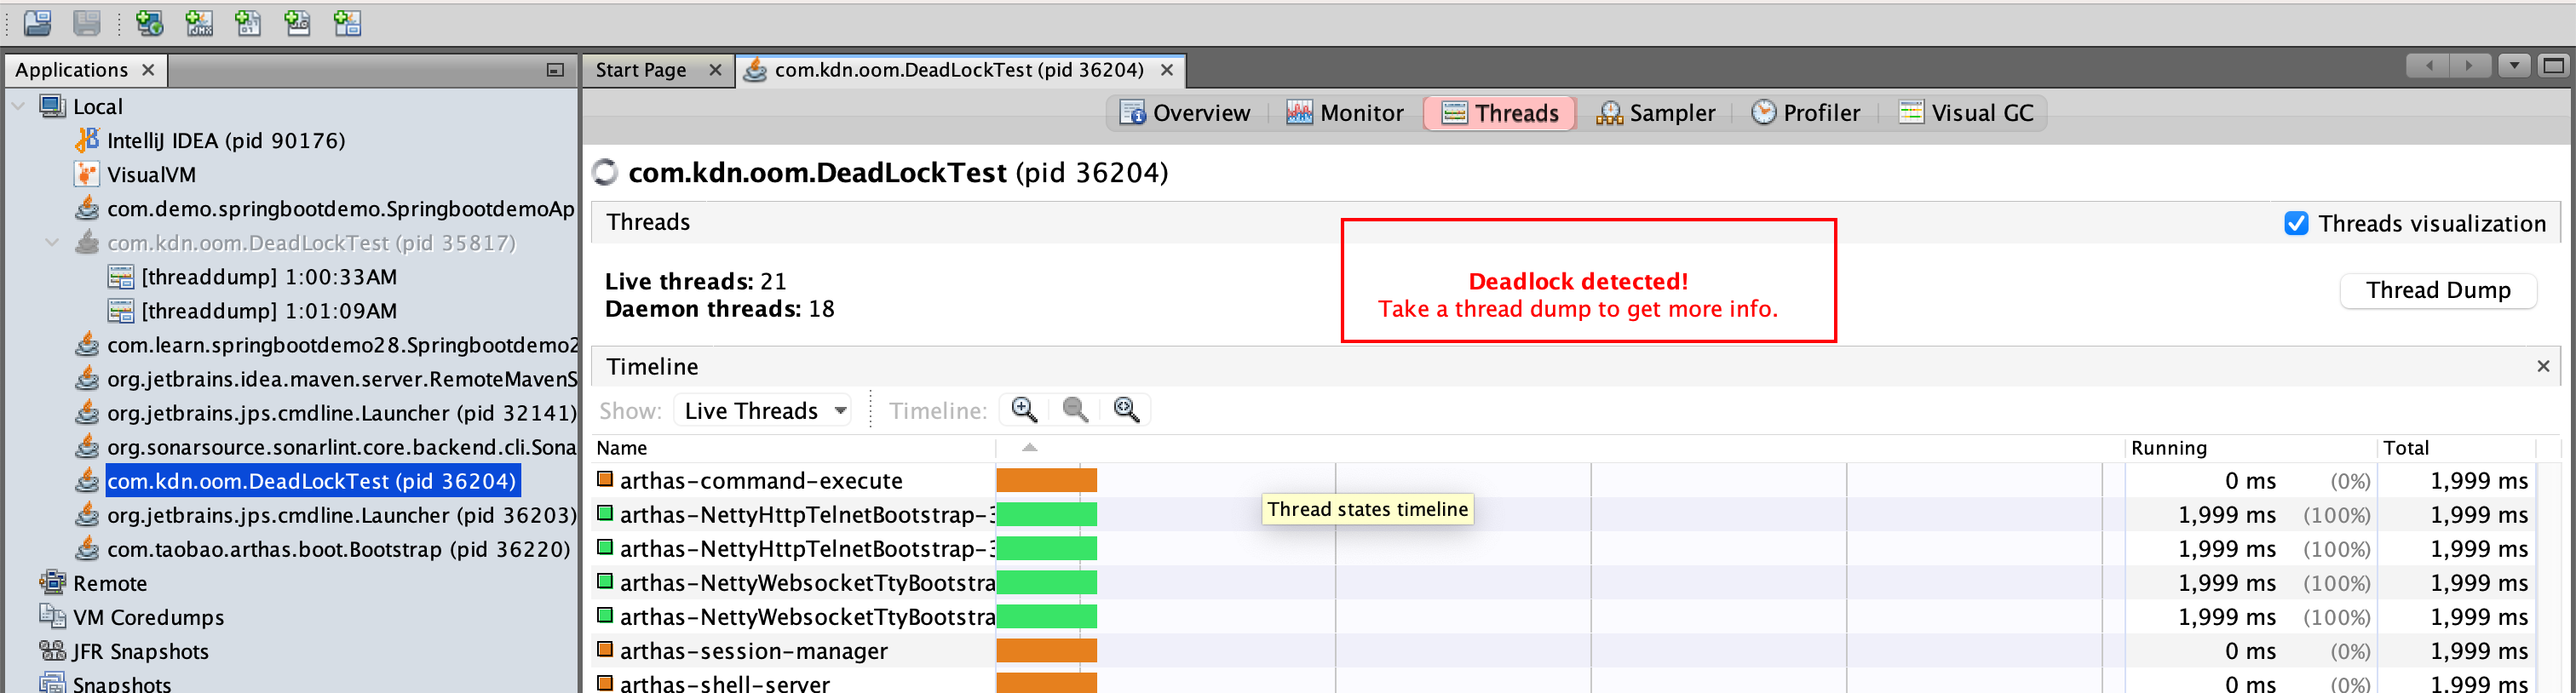 Applications
Local
IntelliJ IDEA (pid 90176)
VisualVM
com.demo.springbootdemo.SpringbootdemoAp
com.kdn.oom.DeadLockTest (pid 35817)
[threaddump] 1:00:33AM
[threaddump] 1:01:09AM
com.learn.springbootdemo28.Springbootdemo2
org.jetbrains.idea.maven.server.RemoteMavenS
org.jetbrains.jps.cmdline.Launcher (pid 32141)
org.sonarsource.sonarlint.core.backend.cli.Sona
com.kdn.oom.DeadLockTest (pid 36204)
org.jetbrains.jps.cmdline.Launcher (pid 36203)
com.taobao.arthas.boot.Bootstrap (pid 36220)
Remote
VM Coredumps
JFR Snapshots
Snapshots
Start Page com.kdn.oom.DeadLockTest (pid 36204)
Overview Monitor Threads Sampler Profiler Visual GC
com.kdn.oom.DeadLockTest (pid 36204)
Threads Threads visualization
Live threads: 21
Daemon threads: 18
Deadlock detected!
Take a thread dump to get more info.
Thread Dump
Timeline
Show: Live Threads Timeline:
Name Running Total
arthas-command-execute 0 ms (0%) 1,999 ms
arthas-NettyHttpTelnetBootstrap-3 1,999 ms (100%) 1,999 ms
Thread states timeline
arthas-NettyHttpTelnetBootstrap-3 1,999 ms (100%) 1,999 ms
arthas-NettyWebsocketTtyBootstra 1,999 ms (100%) 1,999 ms
arthas-NettyWebsocketTtyBootstra 1,999 ms (100%) 1,999 ms
arthas-session-manager 0 ms (0%) 1,999 ms
arthas-shell-server 0 ms (0%) 1,999 ms